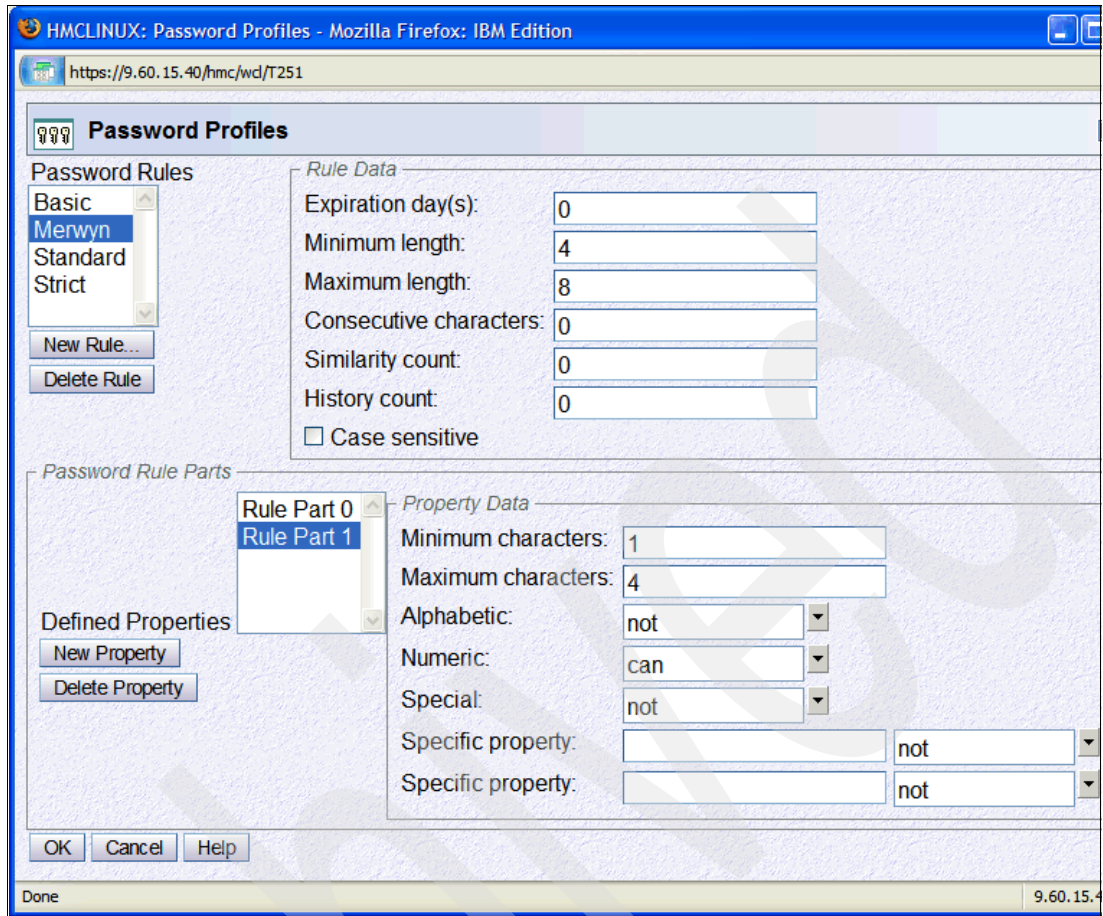 HMCLINUX: Password Profiles - Mozilla Firefox: IBM Edition
https://9.60.15.40/hmc/wcl/T251
Password Profiles
Password Rules
Basic
Merwyn
Standard
Strict
New Rule...
Delete Rule
Rule Data
Expiration day(s): 0
Minimum length: 4
Maximum length: 8
Consecutive characters: 0
Similarity count: 0
History count: 0
Case sensitive
Password Rule Parts
Rule Part 0
Rule Part 1
Defined Properties
New Property
Delete Property
Property Data
Minimum characters: 1
Maximum characters: 4
Alphabetic: not
Numeric: can
Special: not
Specific property: not
Specific property: not
OK Cancel Help
Done 9.60.15.4